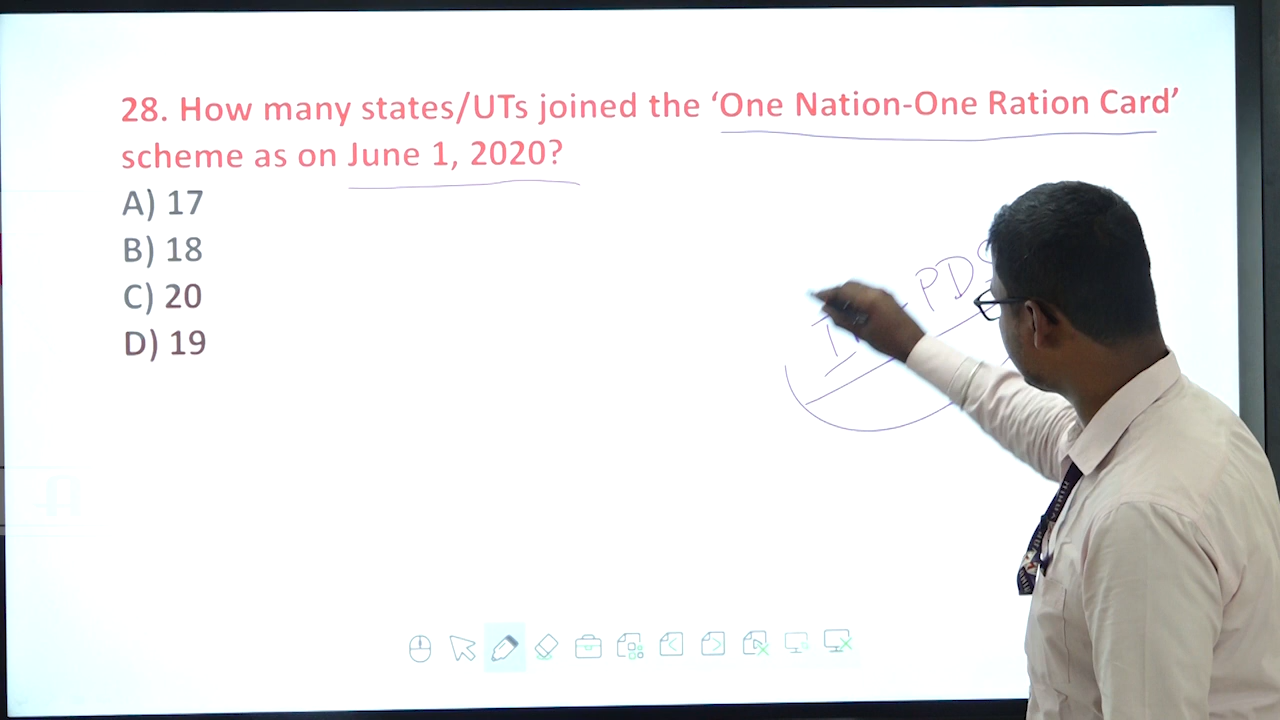 28. How many states/UTs joined the ‘One Nation-One Ration Card’
scheme as on June 1, 2020?
A) 17
B) 18
C) 20
D) 19
PDS